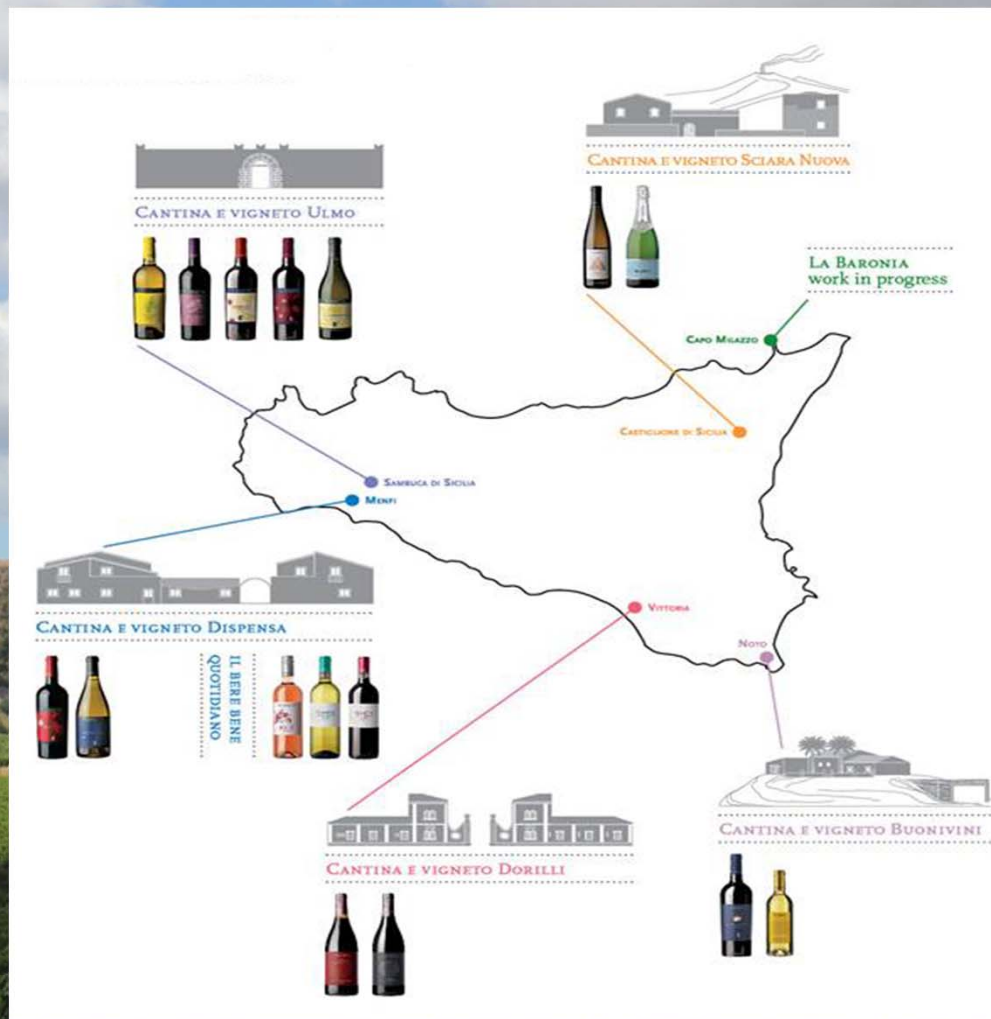 Cantina e vigneto Sciara Nuova
Cantina e vigneto Ulmo
La Baronia
work in progress
Capo Milazzo
Castiglione di Sicilia
Sambuca di Sicilia
Menfi
Cantina e vigneto Dispensa
IL BERE BENE
QUOTIDIANO
Vittoria
Noto
Cantina e vigneto Buonivini
Cantina e vigneto Dorilli